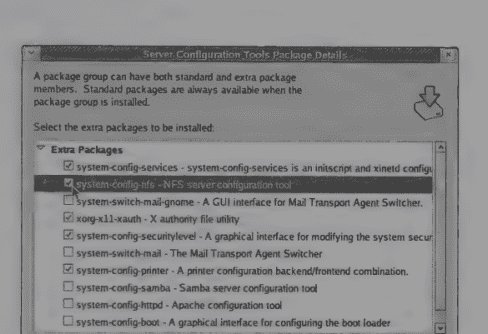 Server Configuration Tools Package Details
A package group can have both standard and extra package
members. Standard packages are always available when the
package group is installed.
Select the extra packages to be installed:
Extra Packages
system-config-services - system-config-services is an initscript and xinetd configu
system-config-nfs - NFS server configuration tool
system-switch-mail-gnome - A GUI interface for Mail Transport Agent Switcher.
xorg-x11-xauth - X authority file utility
system-config-securitylevel - A graphical interface for modifying the system secur
system-switch-mail - The Mail Transport Agent Switcher
system-config-printer - A printer configuration backend/frontend combination.
system-config-samba - Samba server configuration tool
system-config-httpd - Apache configuration tool
system-config-boot - A graphical interface for configuring the boot loader